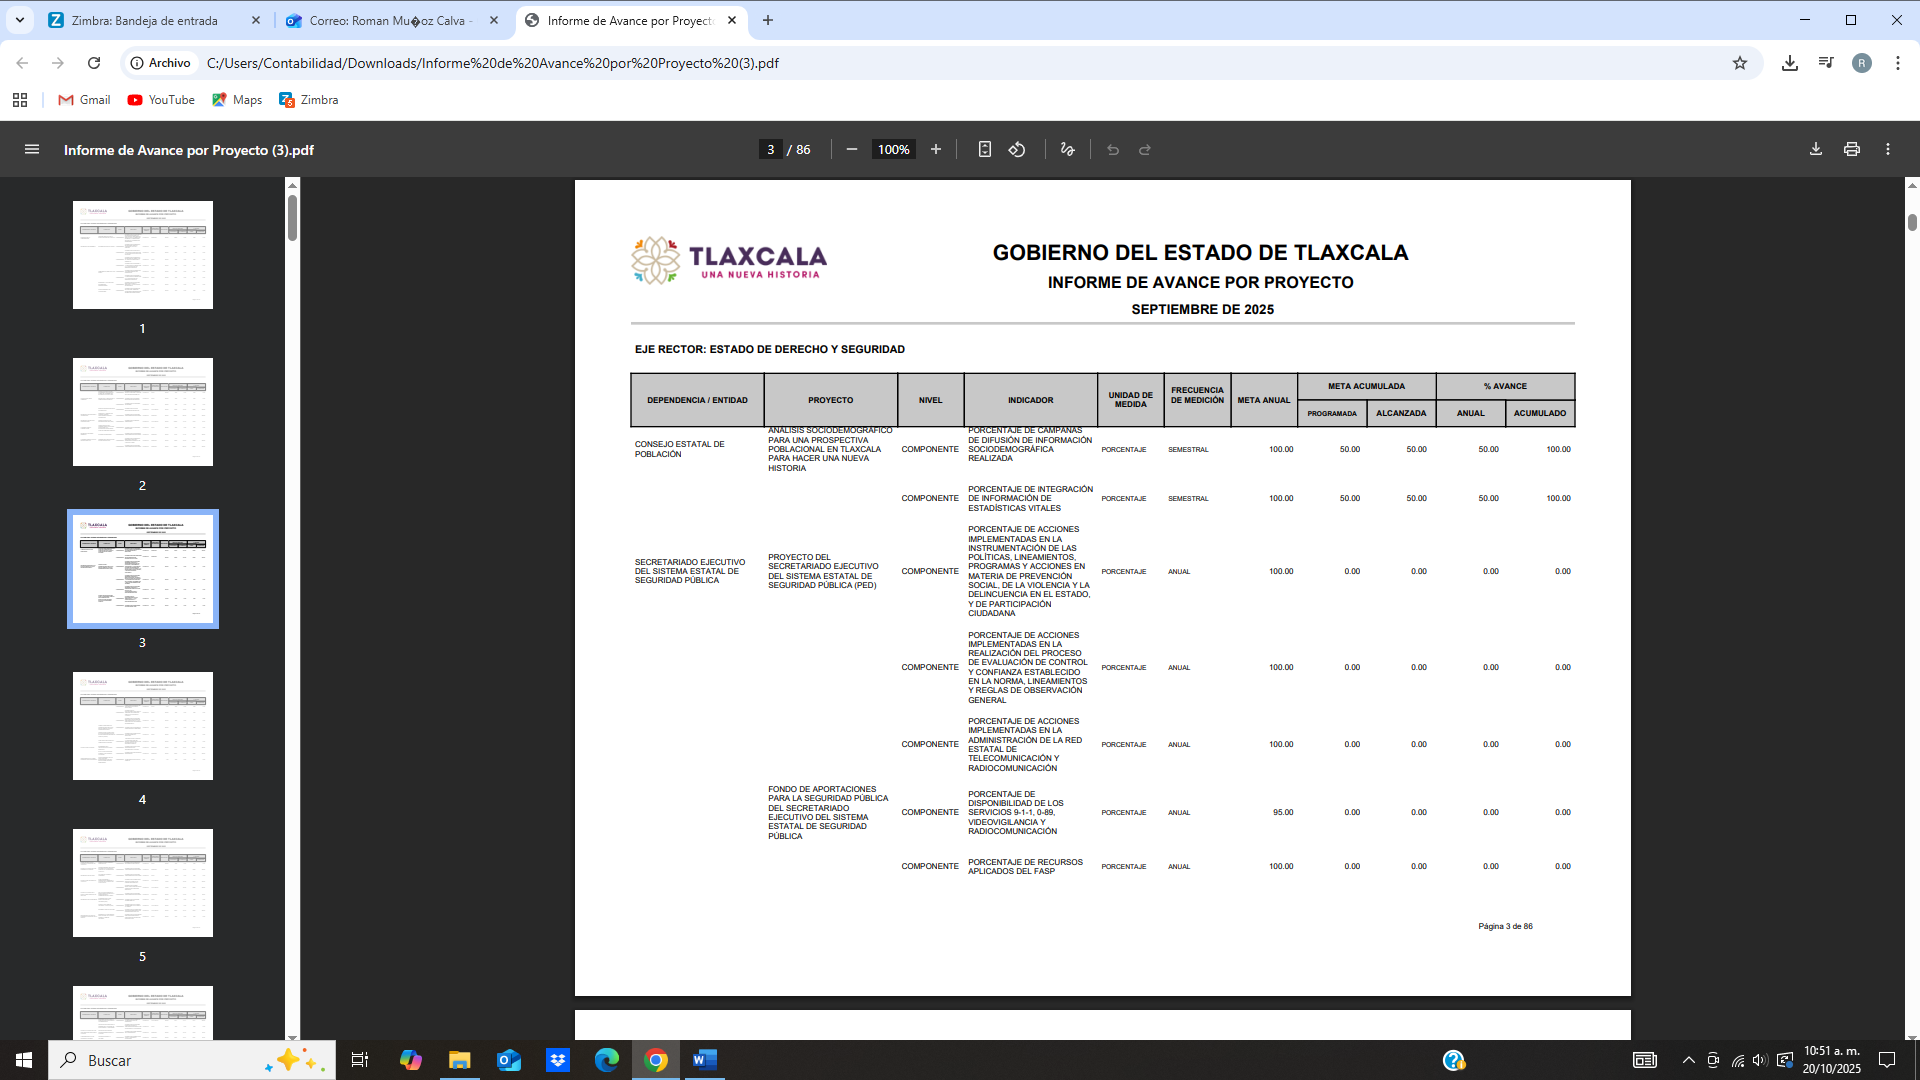 Zimbra: Bandeja de entrada
Correo: Roman Mu�oz Calva -
Informe de Avance por Proyecto
Archivo
C:/Users/Contabilidad/Downloads/Informe%20de%20Avance%20por%20Proyecto%20(3).pdf
R
Gmail
YouTube
Maps
Zimbra
Informe de Avance por Proyecto (3).pdf
3 / 86
100%
1
2
3
4
5
TLAXCALA
UNA NUEVA HISTORIA
GOBIERNO DEL ESTADO DE TLAXCALA
INFORME DE AVANCE POR PROYECTO
SEPTIEMBRE DE 2025
EJE RECTOR: ESTADO DE DERECHO Y SEGURIDAD
DEPENDENCIA / ENTIDAD
PROYECTO
NIVEL
INDICADOR
UNIDAD DE
MEDIDA
FRECUENCIA
DE MEDICIÓN
META ANUAL
META ACUMULADA
PROGRAMADA
ALCANZADA
% AVANCE
ANUAL
ACUMULADO
CONSEJO ESTATAL DE
POBLACIÓN
ANÁLISIS SOCIODEMOGRÁFICO
PARA UNA PROSPECTIVA
POBLACIONAL EN TLAXCALA
PARA HACER UNA NUEVA
HISTORIA
COMPONENTE
PORCENTAJE DE CAMPAÑAS
DE DIFUSIÓN DE INFORMACIÓN
SOCIODEMOGRÁFICA
REALIZADA
PORCENTAJE
SEMESTRAL
100.00
50.00
50.00
50.00
100.00
COMPONENTE
PORCENTAJE DE INTEGRACIÓN
DE INFORMACIÓN DE
ESTADÍSTICAS VITALES
PORCENTAJE
SEMESTRAL
100.00
50.00
50.00
50.00
100.00
SECRETARIADO EJECUTIVO
DEL SISTEMA ESTATAL DE
SEGURIDAD PÚBLICA
PROYECTO DEL
SECRETARIADO EJECUTIVO
DEL SISTEMA ESTATAL DE
SEGURIDAD PÚBLICA (PED)
COMPONENTE
PORCENTAJE DE ACCIONES
IMPLEMENTADAS EN LA
INSTRUMENTACIÓN DE LAS
POLÍTICAS, LINEAMIENTOS,
PROGRAMAS Y ACCIONES EN
MATERIA DE PREVENCIÓN
SOCIAL, DE LA VIOLENCIA Y LA
DELINCUENCIA EN EL ESTADO,
Y DE PARTICIPACIÓN
CIUDADANA
PORCENTAJE
ANUAL
100.00
0.00
0.00
0.00
0.00
COMPONENTE
PORCENTAJE DE ACCIONES
IMPLEMENTADAS EN LA
REALIZACIÓN DEL PROCESO
DE EVALUACIÓN DE CONTROL
Y CONFIANZA ESTABLECIDO
EN LA NORMA, LINEAMIENTOS
Y REGLAS DE OBSERVACIÓN
GENERAL
PORCENTAJE
ANUAL
100.00
0.00
0.00
0.00
0.00
COMPONENTE
PORCENTAJE DE ACCIONES
IMPLEMENTADAS EN LA
ADMINISTRACIÓN DE LA RED
ESTATAL DE
TELECOMUNICACIÓN Y
RADIOCOMUNICACIÓN
PORCENTAJE
ANUAL
100.00
0.00
0.00
0.00
0.00
FONDO DE APORTACIONES
PARA LA SEGURIDAD PÚBLICA
DEL SECRETARIADO
EJECUTIVO DEL SISTEMA
ESTATAL DE SEGURIDAD
PÚBLICA
COMPONENTE
PORCENTAJE DE
DISPONIBILIDAD DE LOS
SERVICIOS 9-1-1, 0-89,
VIDEOVIGILANCIA Y
RADIOCOMUNICACIÓN
PORCENTAJE
ANUAL
95.00
0.00
0.00
0.00
0.00
COMPONENTE
PORCENTAJE DE RECURSOS
APLICADOS DEL FASP
PORCENTAJE
ANUAL
100.00
0.00
0.00
0.00
0.00
Página 3 de 86
Buscar
10:51 a. m.
20/10/2025